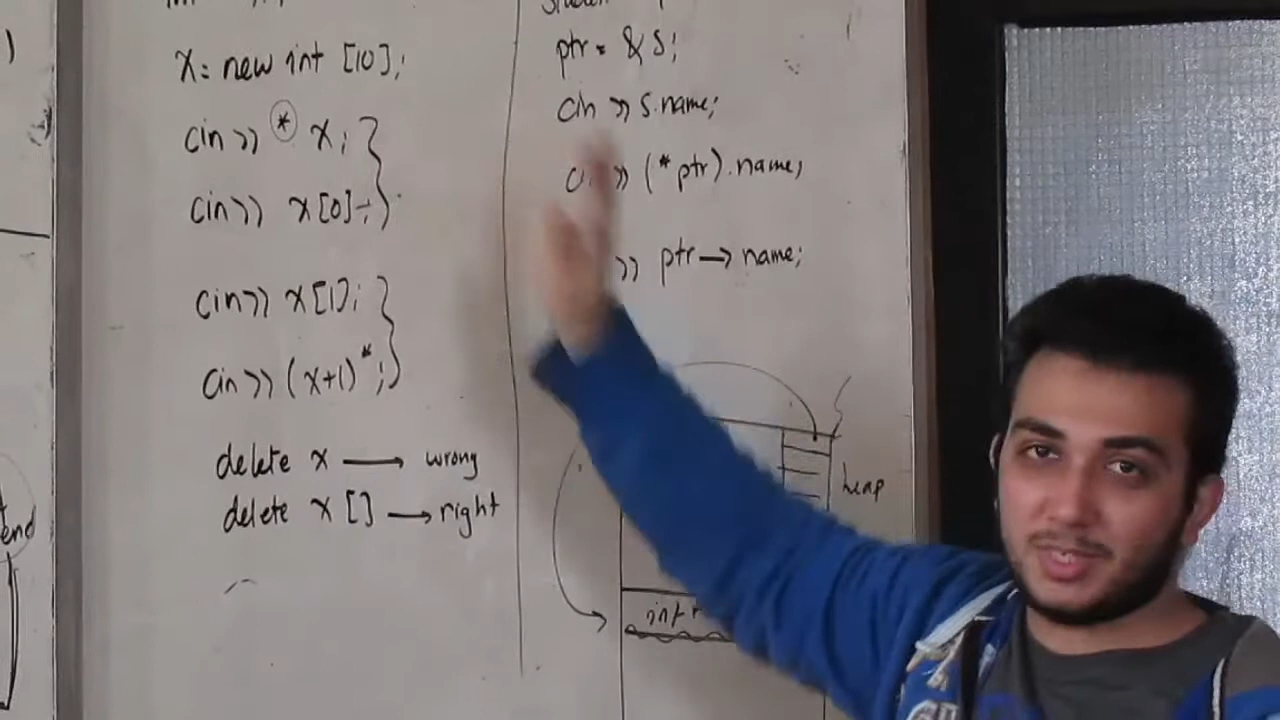 x = new int [10];
cin >> * x;
cin >> x[0];
cin >> x[1];
cin >> (x+1)*;
delete x → wrong
delete x [] → right
ptr = & s;
cin >> s.name;
>> (* ptr).name;
>> ptr → name;
heap
int
end